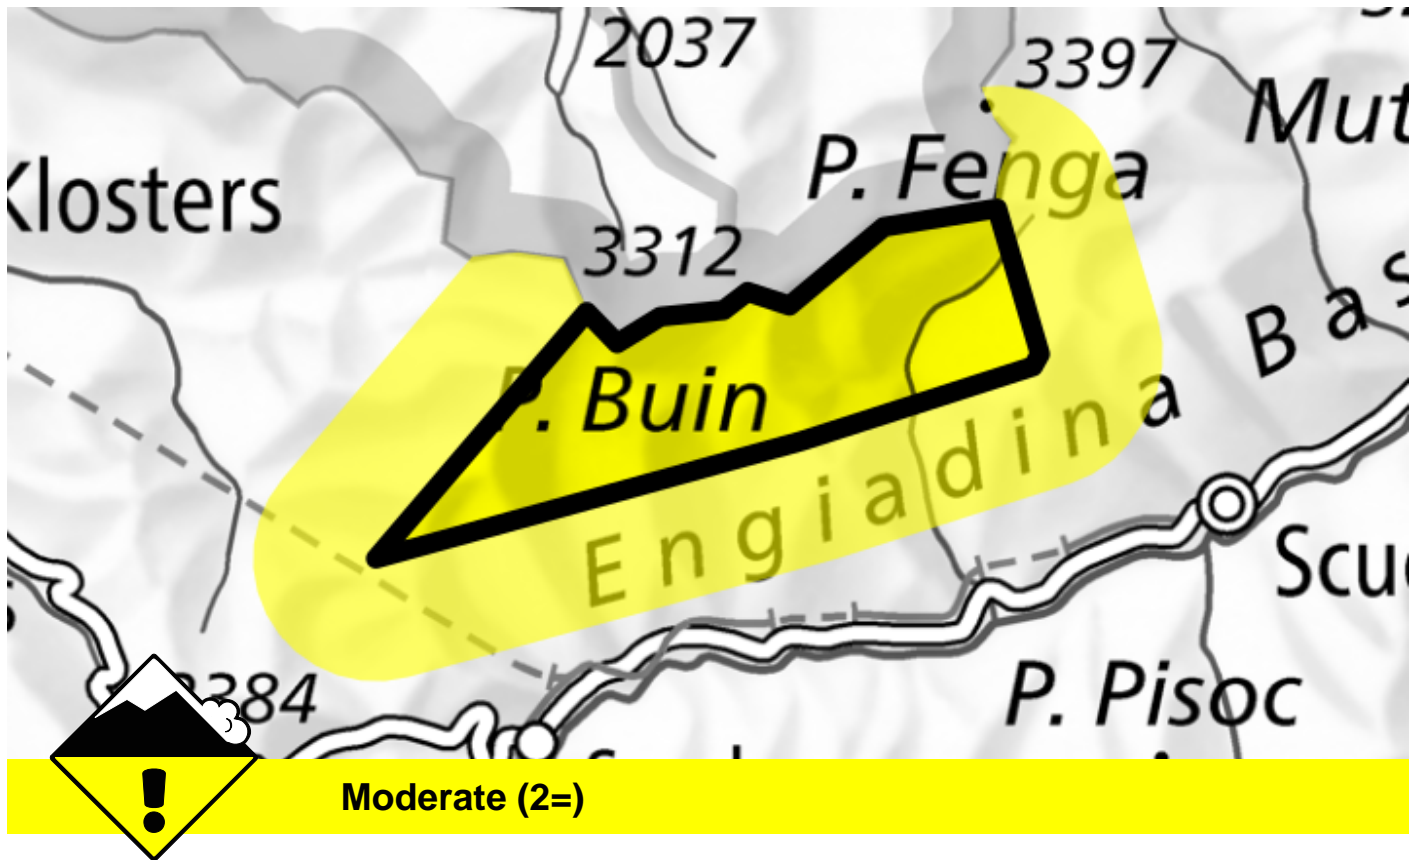 2037
3397
Mut
P. Fenga
Klosters
3312
Bas
P. Buin
Engiadina
Scu
P. Pisoc
384
Moderate (2=)